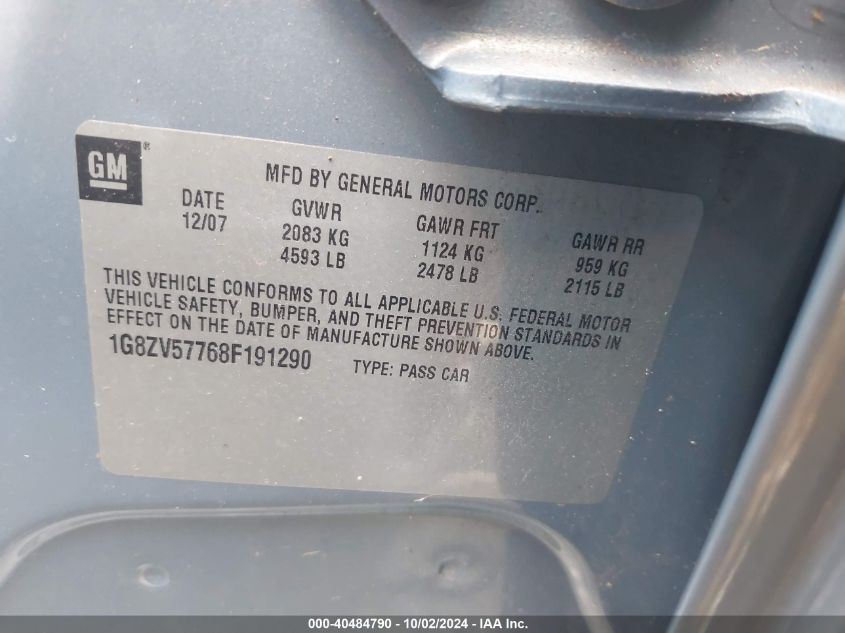 GM ®
MFD BY GENERAL MOTORS CORP.
DATE GVWR GAWR FRT GAWR RR
12/07 2083 KG 1124 KG 959 KG
4593 LB 2478 LB 2115 LB
THIS VEHICLE CONFORMS TO ALL APPLICABLE U.S. FEDERAL MOTOR
VEHICLE SAFETY, BUMPER, AND THEFT PREVENTION STANDARDS IN
EFFECT ON THE DATE OF MANUFACTURE SHOWN ABOVE.
1G8ZV57768F191290 TYPE: PASS CAR
000-40484790 - 10/02/2024 - IAA Inc.